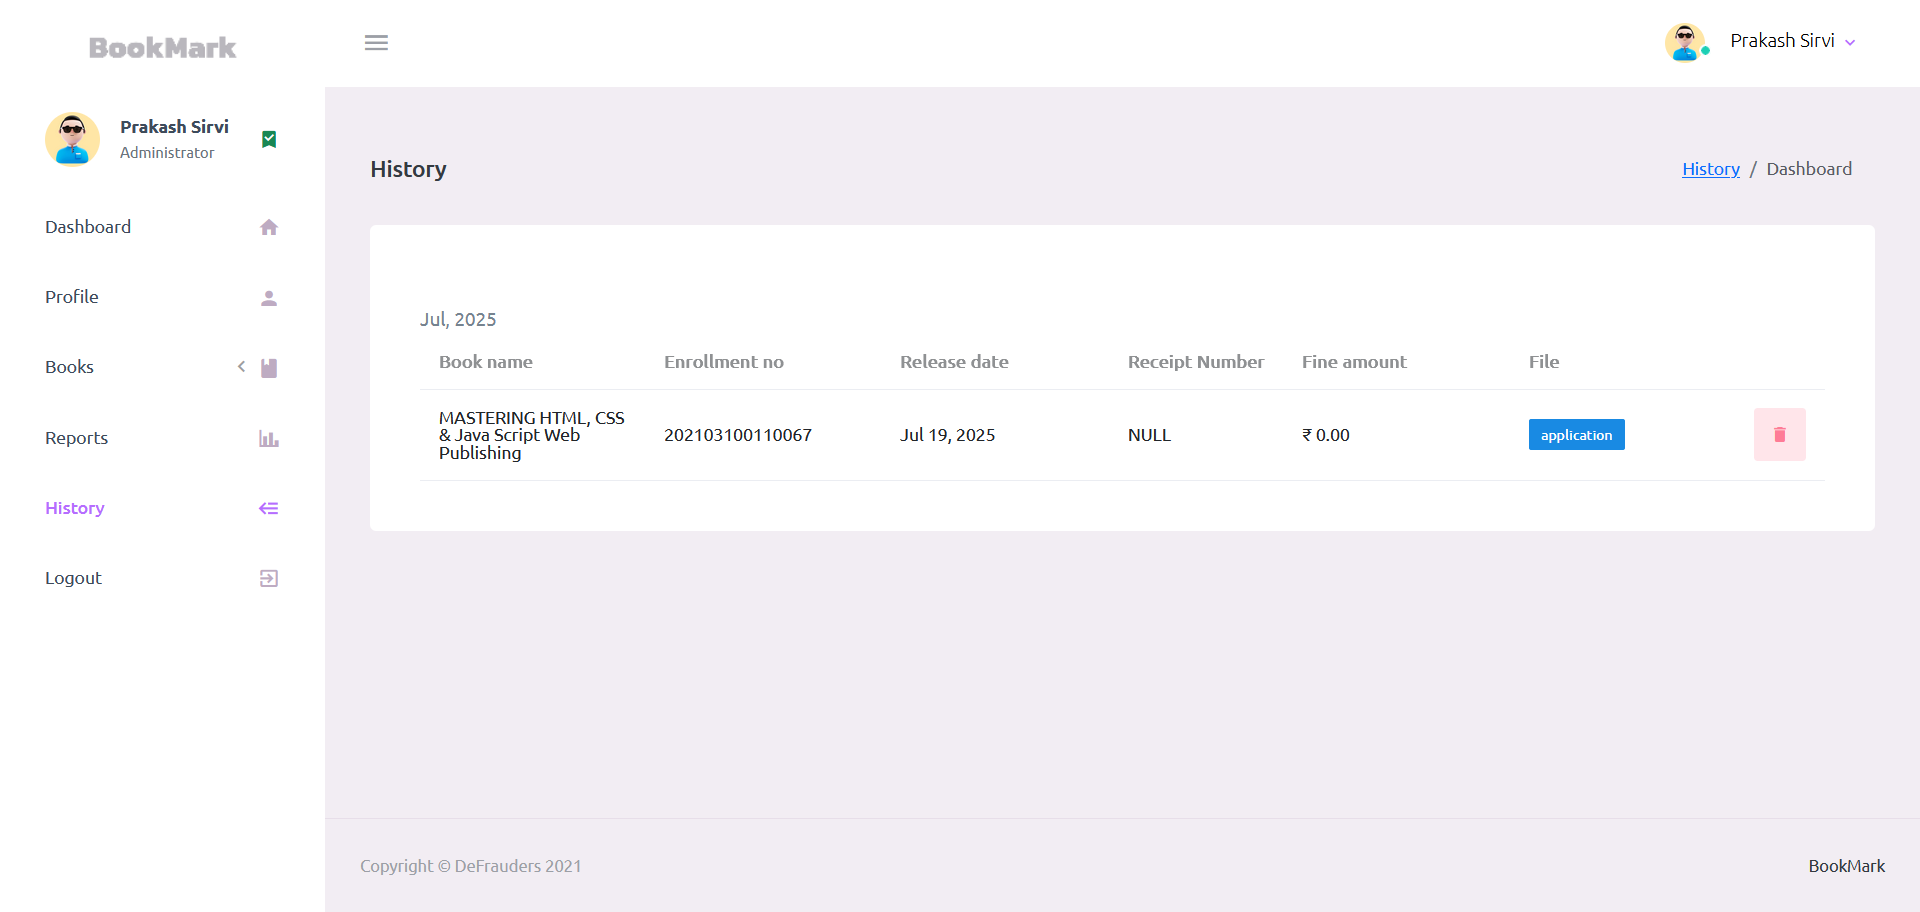 BookMark
Prakash Sirvi
Prakash Sirvi
Administrator
Dashboard
Profile
Books
Reports
History
Logout
History
History / Dashboard
Jul, 2025
Book name Enrollment no Release date Receipt Number Fine amount File
MASTERING HTML, CSS
& Java Script Web
Publishing
202103100110067 Jul 19, 2025 NULL ₹ 0.00 application
Copyright © DeFrauders 2021
BookMark